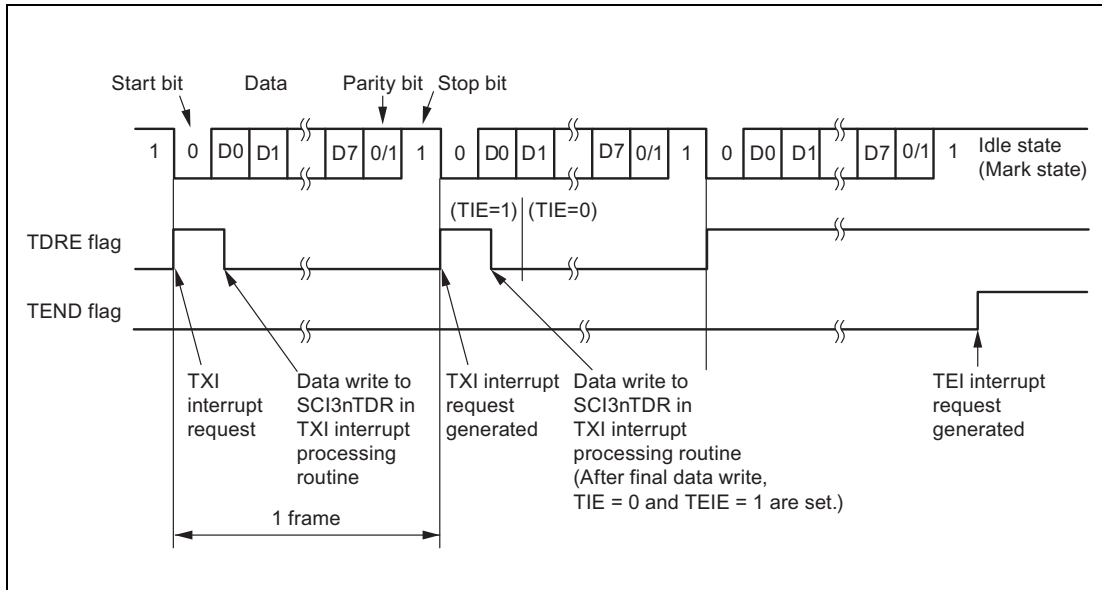 Start bit Data Parity bit Stop bit
1 0 D0 D1 D7 0/1 1 0 D0 D1 D7 0/1 1 0 D0 D1 D7 0/1 1 Idle state
(Mark state)
(TIE=1) (TIE=0)
TDRE flag
TEND flag
TXI
interrupt
request
Data write to
SCI3nTDR in
TXI interrupt
processing
routine
TXI interrupt
request
generated
Data write to
SCI3nTDR in
TXI interrupt
processing routine
(After final data write,
TIE = 0 and TEIE = 1 are set.)
TEI interrupt
request
generated
1 frame